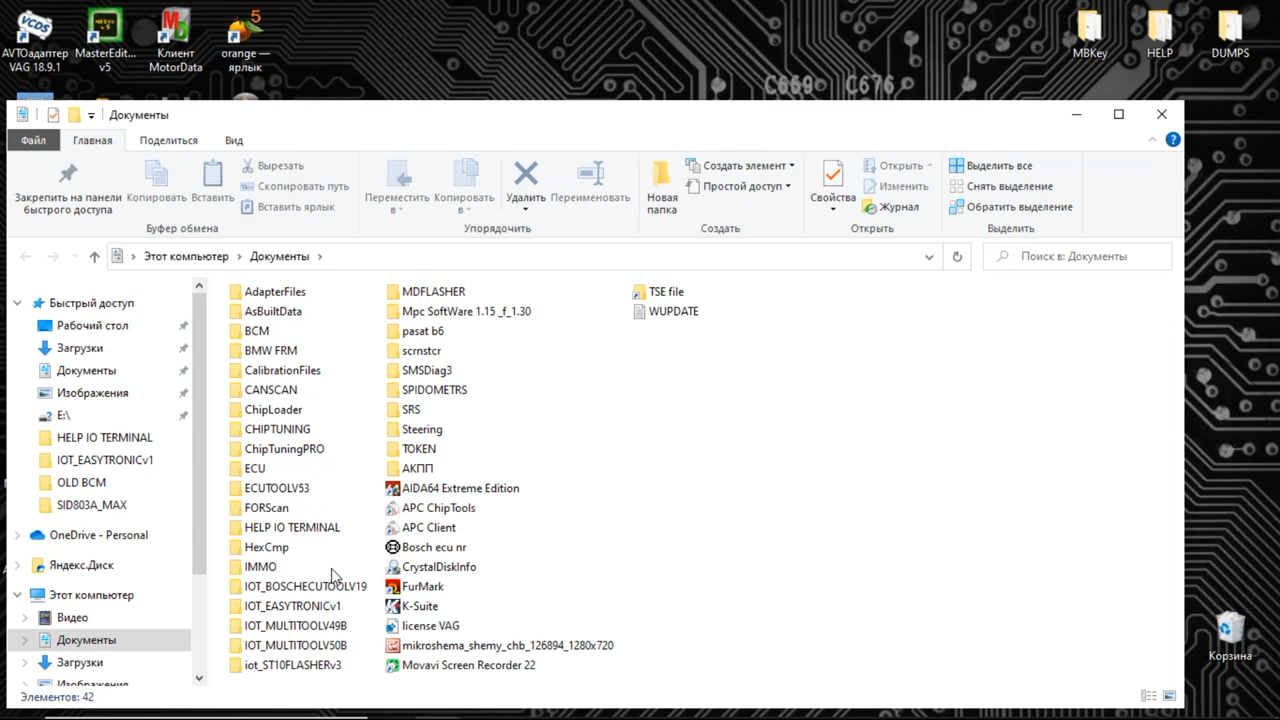 VCDS
5
AVTОадаптер
VAG 18.9.1
MasterEdit...
v5
Клиент
MotorData
orange —
ярлык
MBKey
HELP
DUMPS
C669 C676
Документы
Файл
Главная
Поделиться
Вид
Закрепить на панели
быстрого доступа
Копировать
Вставить
Вырезать
Скопировать путь
Вставить ярлык
Буфер обмена
Переместить
в
Копировать
в
Удалить
Переименовать
Упорядочить
Новая
папка
Создать элемент
Простой доступ
Создать
Свойства
Открыть
Изменить
Журнал
Открыть
Выделить все
Снять выделение
Обратить выделение
Выделить
Этот компьютер
Документы
Поиск в: Документы
Быстрый доступ
Рабочий стол
Загрузки
Документы
Изображения
E:\
HELP IO TERMINAL
IOT_EASYTRONICv1
OLD BCM
SID803A_MAX
OneDrive - Personal
Яндекс.Диск
Этот компьютер
Видео
Документы
Загрузки
Изображения
AdapterFiles
AsBuiltData
BCM
BMW FRM
CalibrationFiles
CANSCAN
ChipLoader
CHIPTUNING
ChipTuningPRO
ECU
ECUTOOLV53
FORScan
HELP IO TERMINAL
HexCmp
IMMO
IOT_BOSCHECUTOOLV19
IOT_EASYTRONICv1
IOT_MULTITOOLV49B
IOT_MULTITOOLV50B
iot_ST10FLASHERv3
MDFLASHER
Mpc SoftWare 1.15 _f_1.30
pasat b6
scrnstcr
SMSDiag3
SPIDOMETRS
SRS
Steering
TOKEN
АКПП
AIDA64 Extreme Edition
APC ChipTools
APC Client
Bosch ecu nr
CrystalDiskInfo
FurMark
K-Suite
license VAG
mikroshema_shemy_chb_126894_1280x720
Movavi Screen Recorder 22
TSE file
WUPDATE
Корзина
Элементов: 42